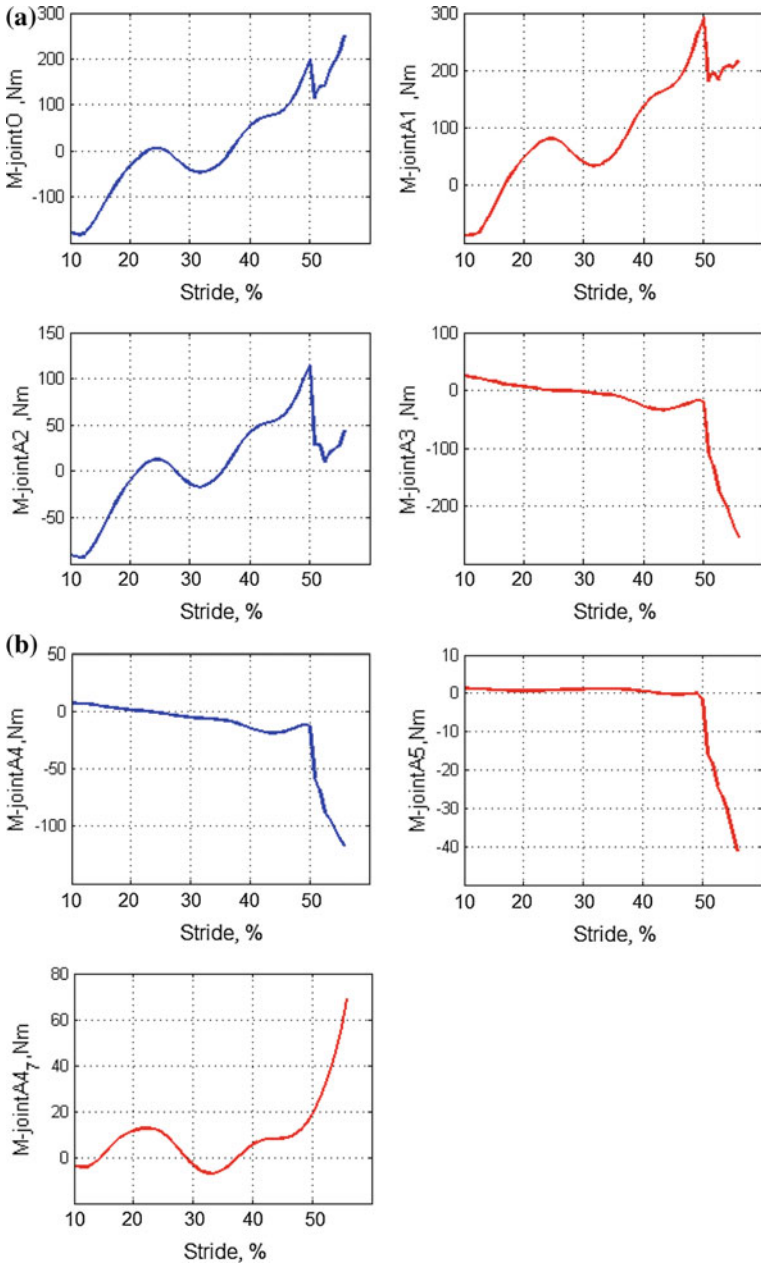 (a)
300
200
100
0
-100
M-jointO ,Nm
10 20 30 40 50
Stride, %
300
200
100
0
M-jointA1 ,Nm
10 20 30 40 50
Stride, %
150
100
50
0
-50
M-jointA2 ,Nm
10 20 30 40 50
Stride, %
100
0
-100
-200
-300
M-jointA3 ,Nm
10 20 30 40 50
Stride, %
(b)
50
0
-50
-100
M-jointA4,Nm
10 20 30 40 50
Stride, %
10
0
-10
-20
-30
-40
M-jointA5,Nm
10 20 30 40 50
Stride, %
80
60
40
20
0
M-jointA4₇,Nm
10 20 30 40 50
Stride, %